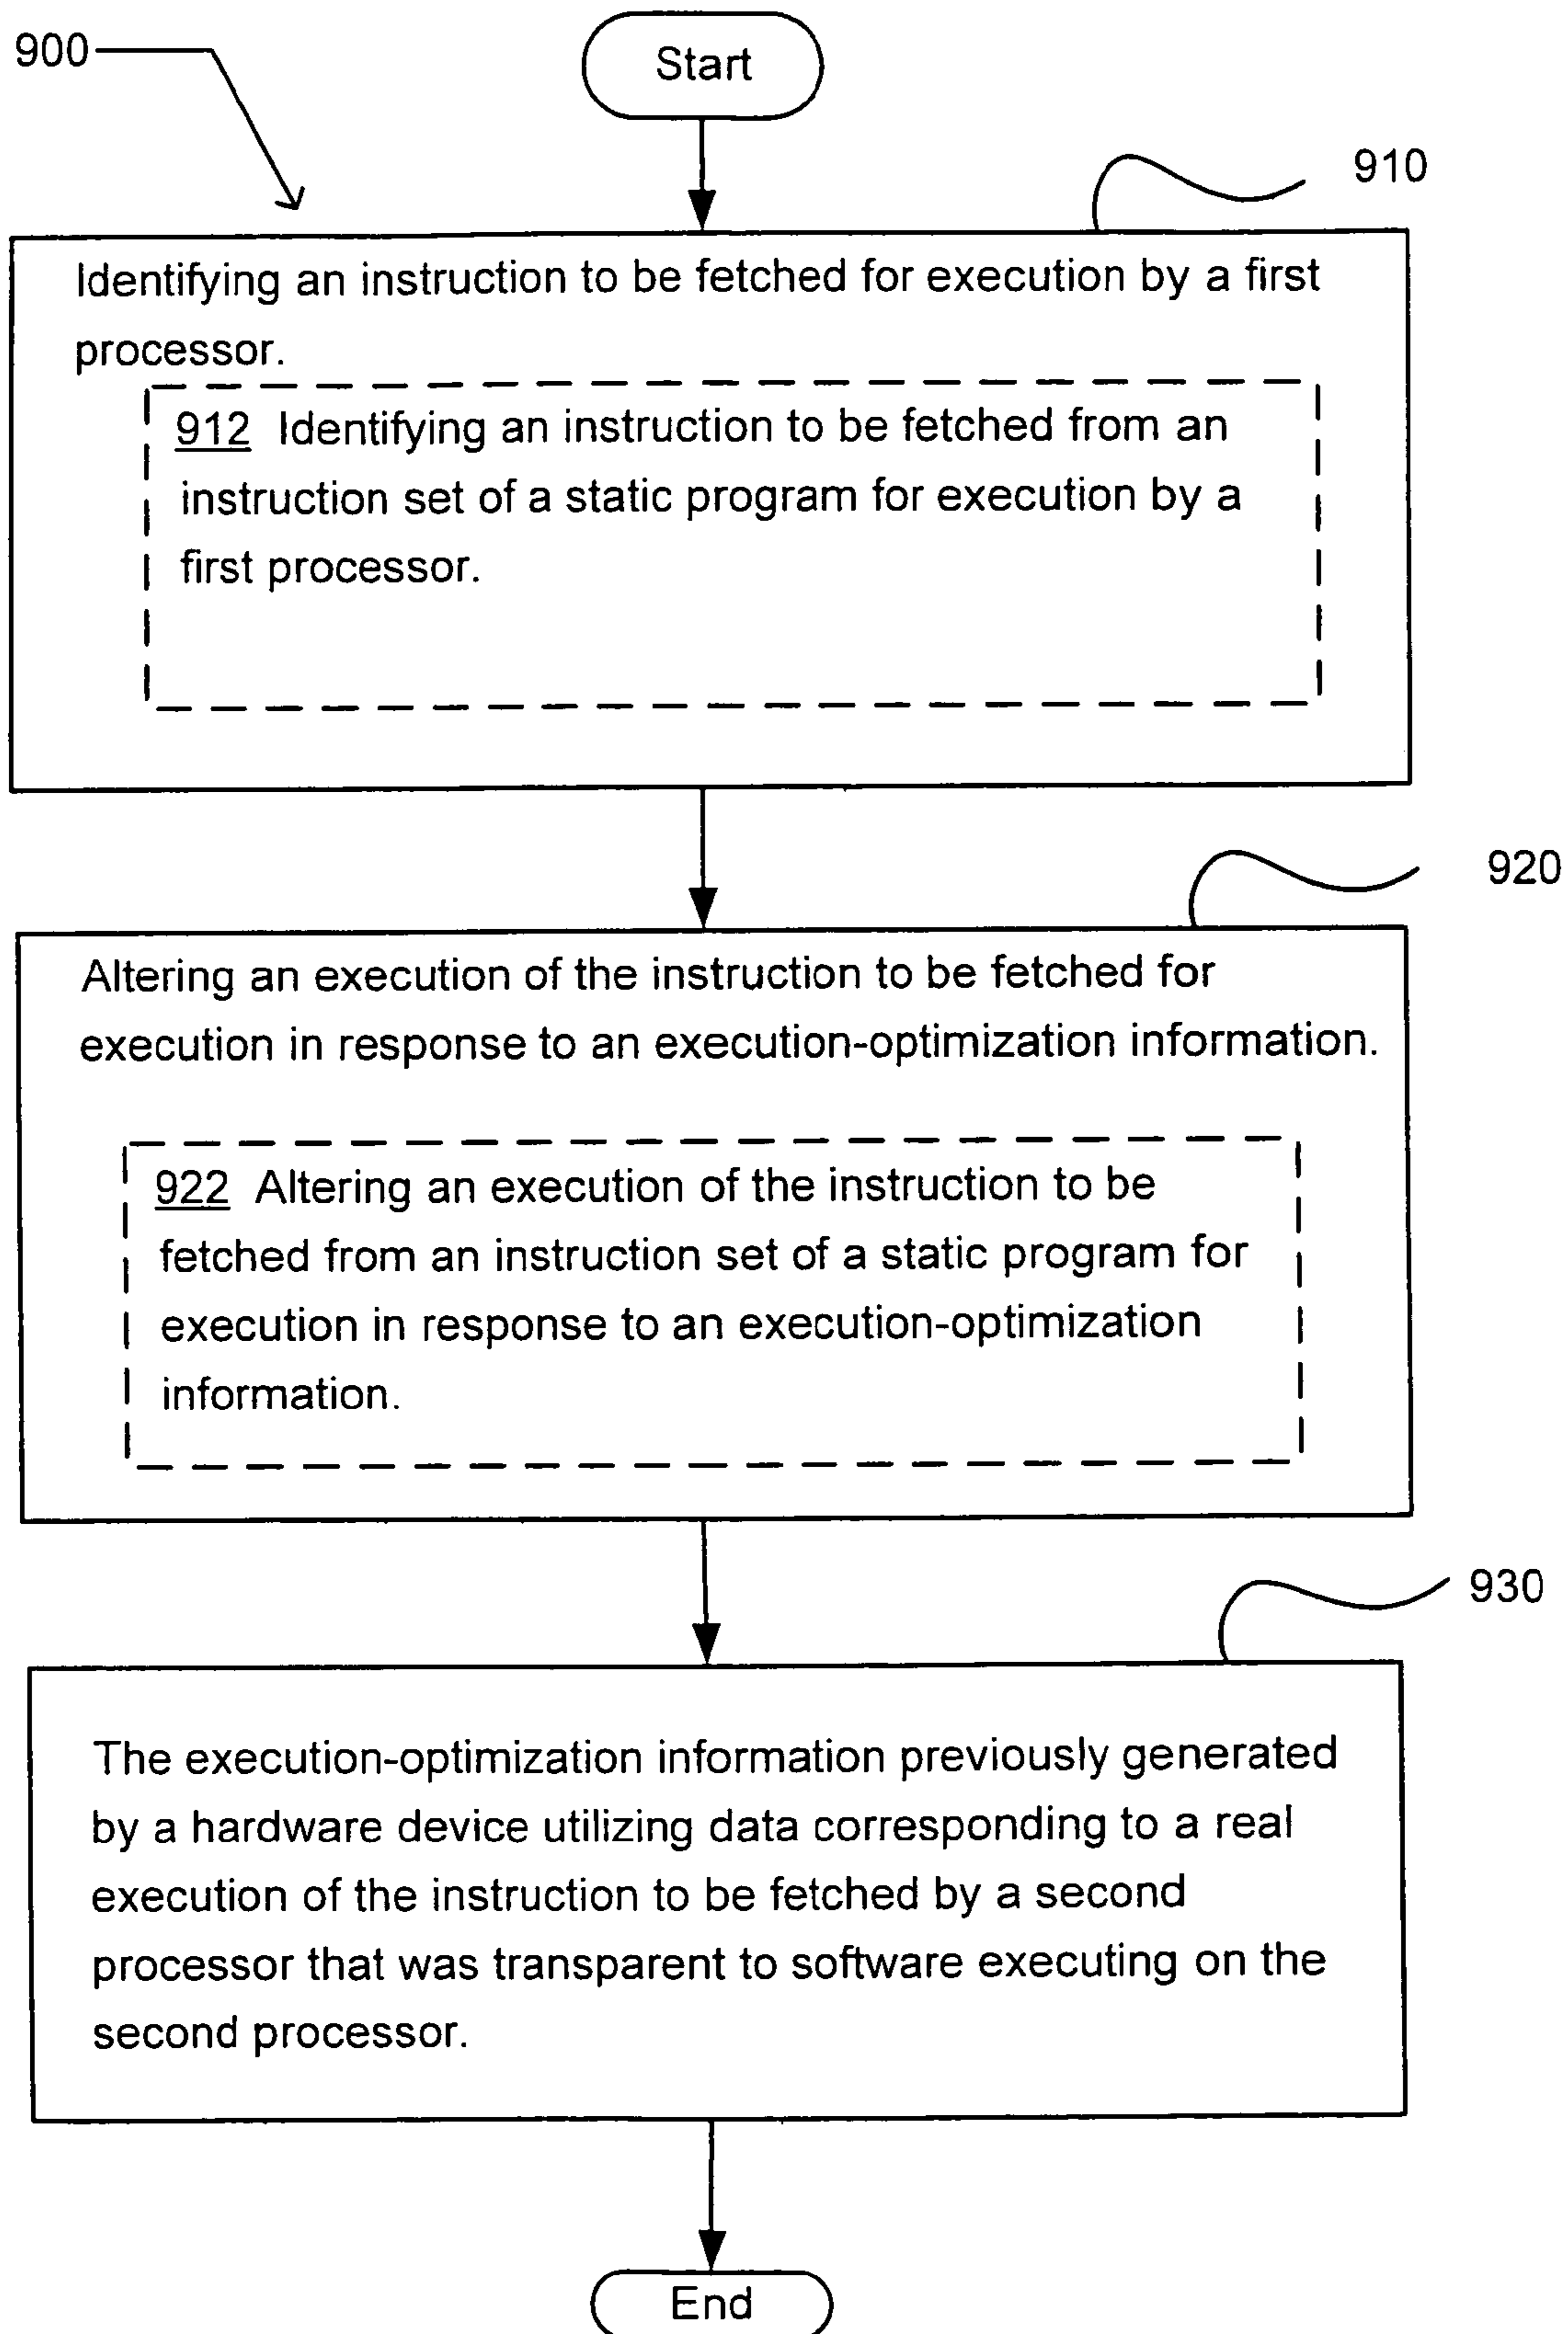 900
Start
910
Identifying an instruction to be fetched for execution by a first
processor.
912 Identifying an instruction to be fetched from an
instruction set of a static program for execution by a
first processor.
920
Altering an execution of the instruction to be fetched for
execution in response to an execution-optimization information.
922 Altering an execution of the instruction to be
fetched from an instruction set of a static program for
execution in response to an execution-optimization
information.
930
The execution-optimization information previously generated
by a hardware device utilizing data corresponding to a real
execution of the instruction to be fetched by a second
processor that was transparent to software executing on the
second processor.
End